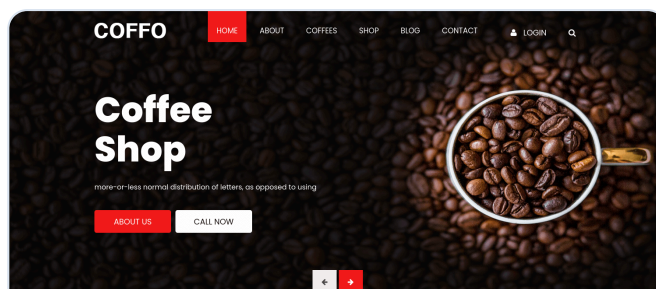 COFFO
HOME ABOUT COFFEES SHOP BLOG CONTACT LOGIN
Coffee
Shop
more-or-less normal distribution of letters, as opposed to using
ABOUT US CALL NOW